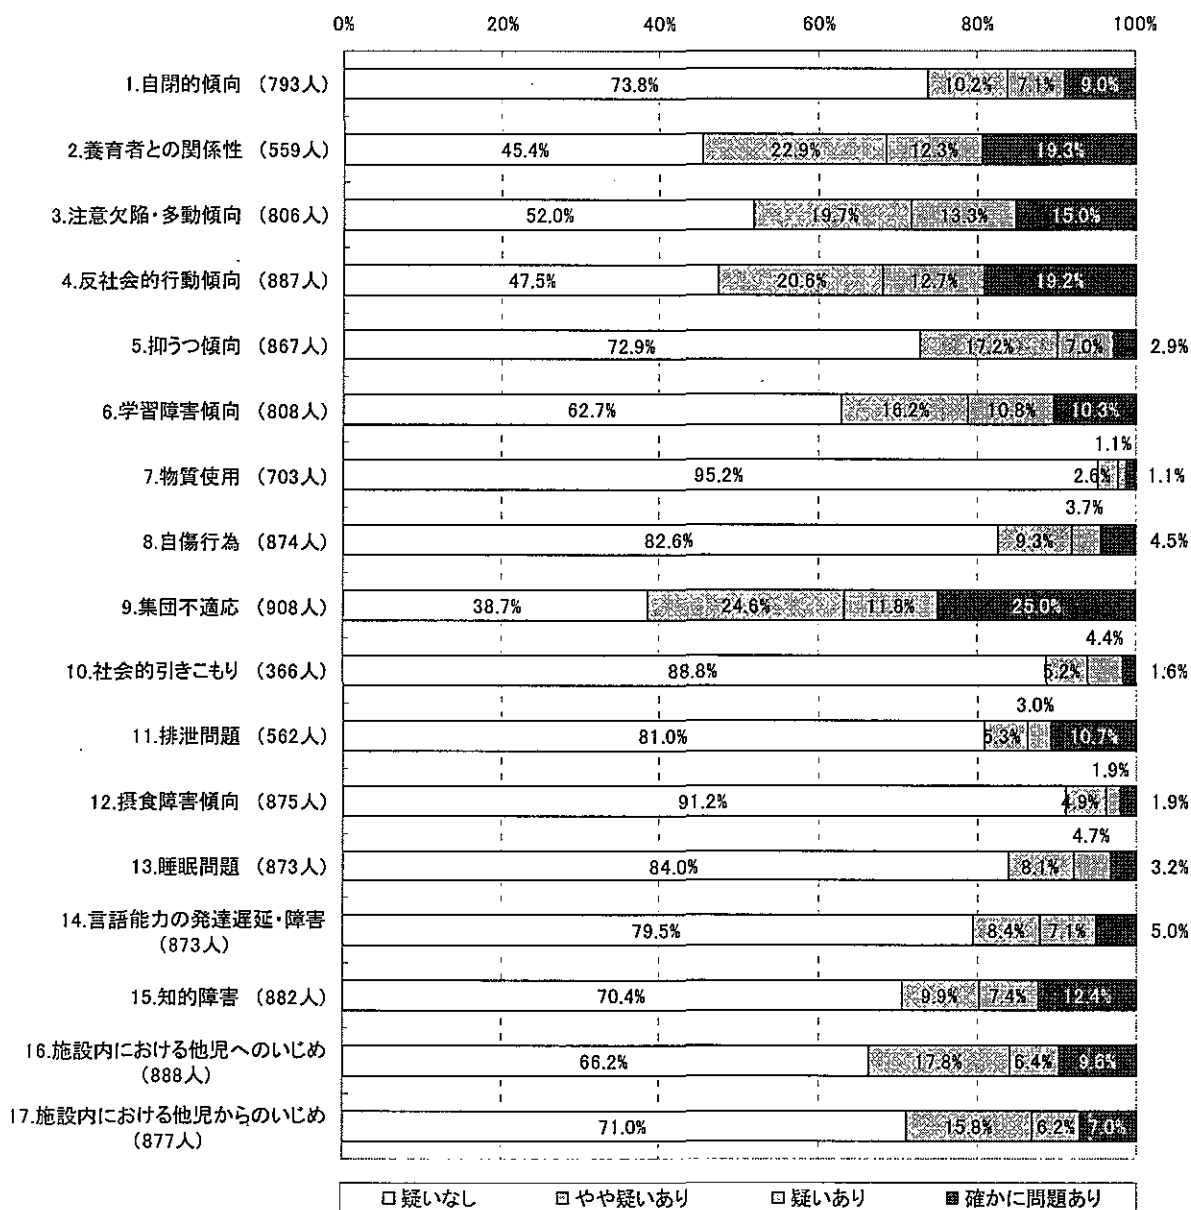 0% 20% 40% 60% 80% 100%
1.自閉的傾向 (793人) 73.8% 10.2% 7.1% 9.0%
2.養育者との関係性 (559人) 45.4% 22.9% 12.3% 19.3%
3.注意欠陥・多動傾向 (806人) 52.0% 19.7% 13.3% 15.0%
4.反社会的行動傾向 (887人) 47.5% 20.6% 12.7% 19.2%
5.抑うつ傾向 (867人) 72.9% 17.2% 7.0% 2.9%
6.学習障害傾向 (808人) 62.7% 16.2% 10.8% 10.3%
1.1%
7.物質使用 (703人) 95.2% 2.6% 1.1%
3.7%
8.自傷行為 (874人) 82.6% 9.3% 4.5%
9.集団不適応 (908人) 38.7% 24.6% 11.8% 25.0%
4.4%
10.社会的引きこもり (366人) 88.8% 5.2% 1.6%
3.0%
11.排泄問題 (562人) 81.0% 5.3% 10.7%
1.9%
12.摂食障害傾向 (875人) 91.2% 4.9% 1.9%
4.7%
13.睡眠問題 (873人) 84.0% 8.1% 3.2%
14.言語能力の発達遅延・障害
(873人) 79.5% 8.4% 7.1% 5.0%
15.知的障害 (882人) 70.4% 9.9% 7.4% 12.4%
16.施設内における他児へのいじめ
(888人) 66.2% 17.8% 6.4% 9.6%
17.施設内における他児からのいじめ
(877人) 71.0% 15.8% 6.2% 7.0%
疑いなし やや疑いあり 疑いあり 確かに問題あり